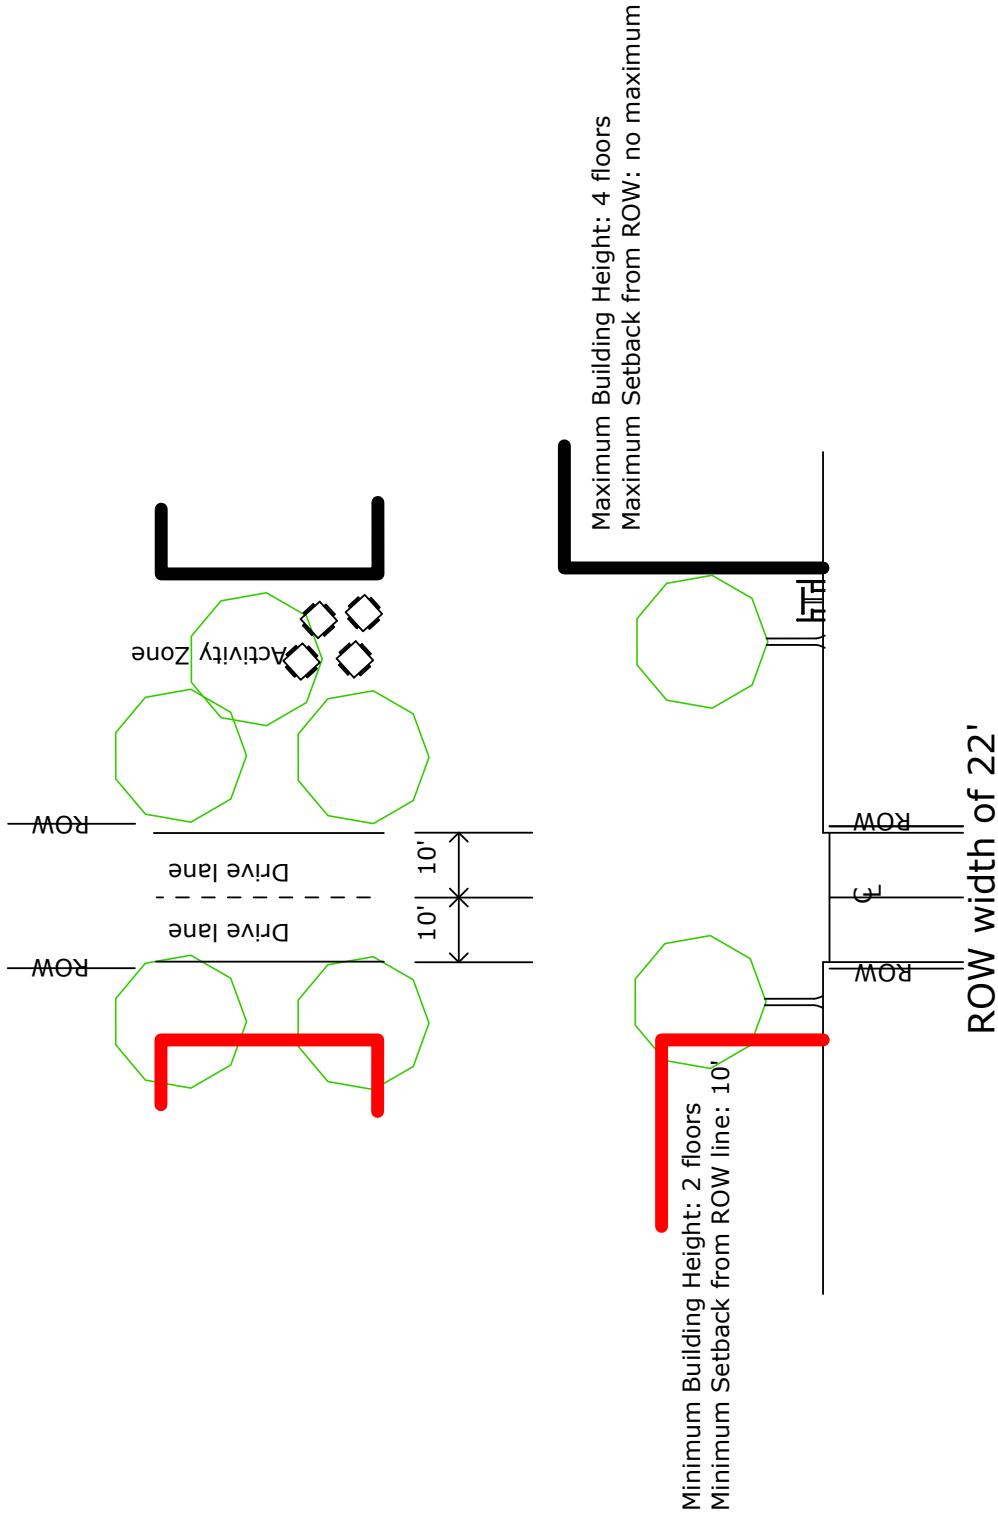 Maximum Building Height: 4 floors
Maximum Setback from ROW: no maximum
Activity Zone
ROW
Drive lane
Drive lane
ROW
10'
10'
ROW
CL
ROW
ROW width of 22'
Minimum Building Height: 2 floors
Minimum Setback from ROW line: 10'